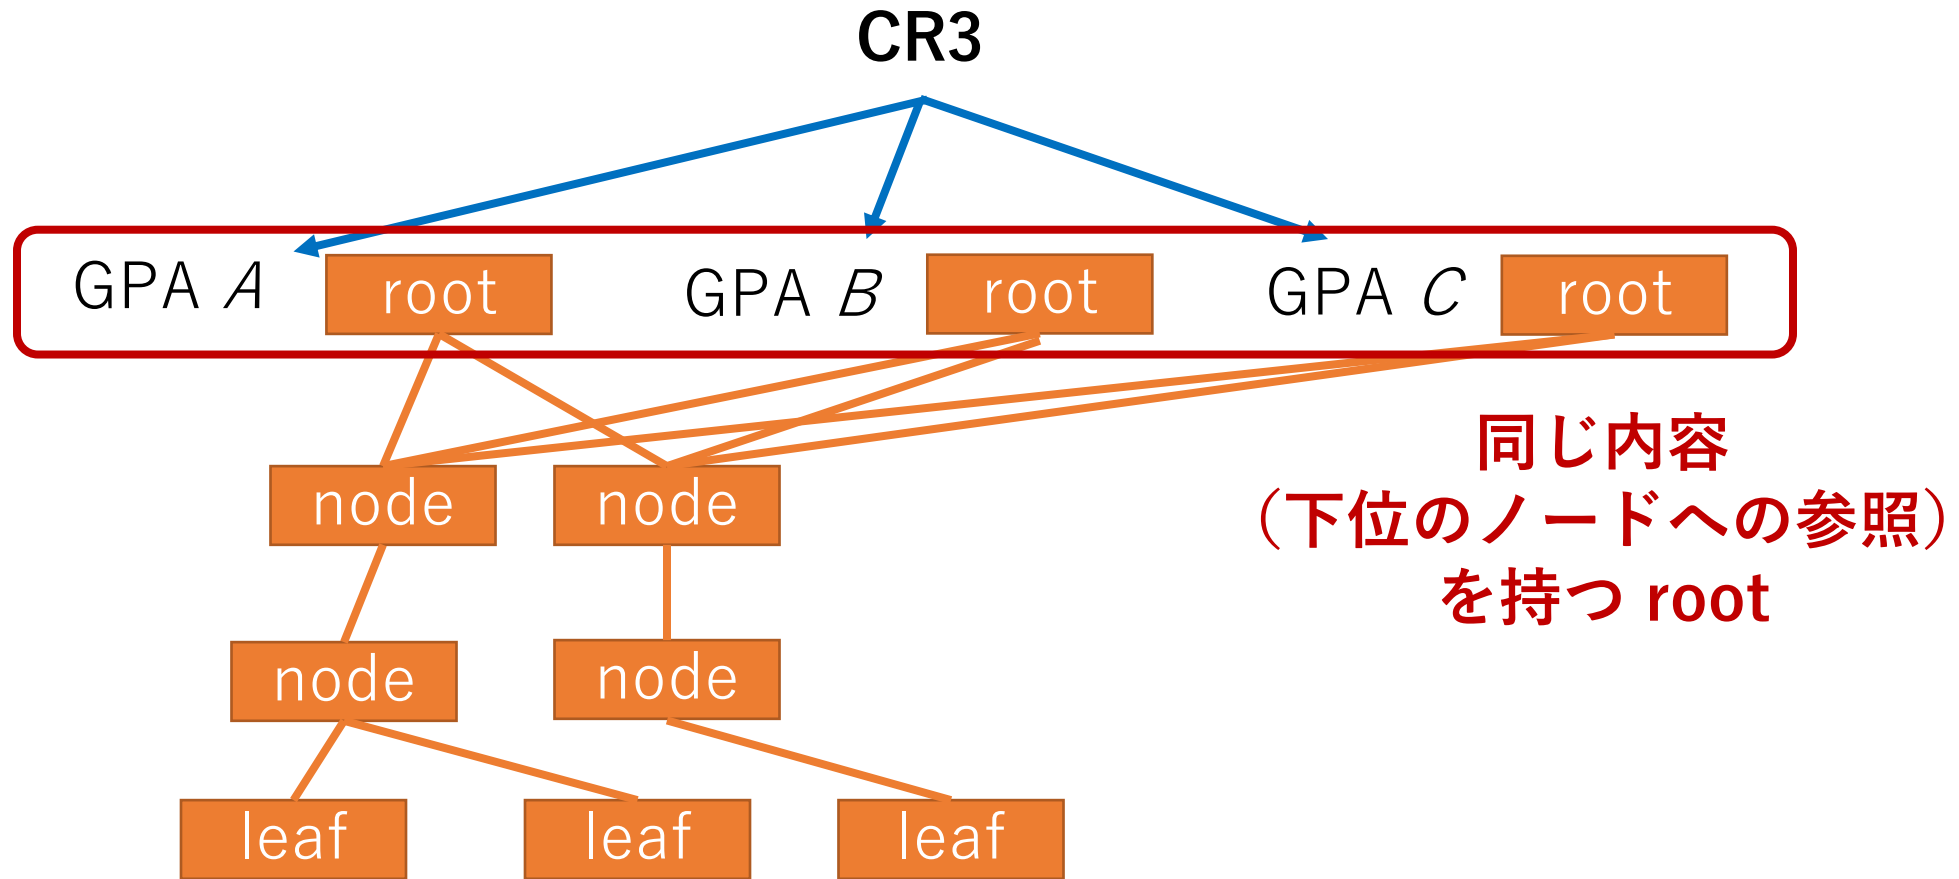 CR3
GPA A root GPA B root GPA C root
同じ内容
（下位のノードへの参照）
を持つ root
node node
node node
leaf leaf leaf